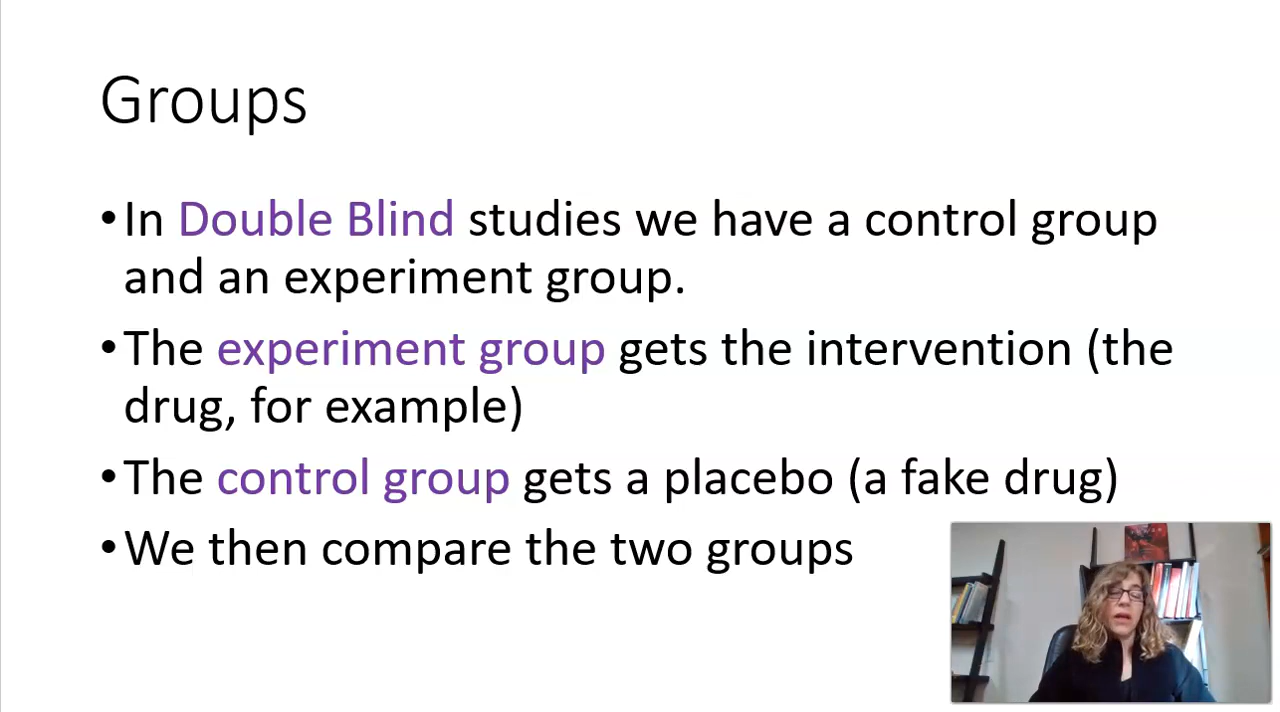 Groups
•In Double Blind studies we have a control group
and an experiment group.
•The experiment group gets the intervention (the
drug, for example)
•The control group gets a placebo (a fake drug)
•We then compare the two groups